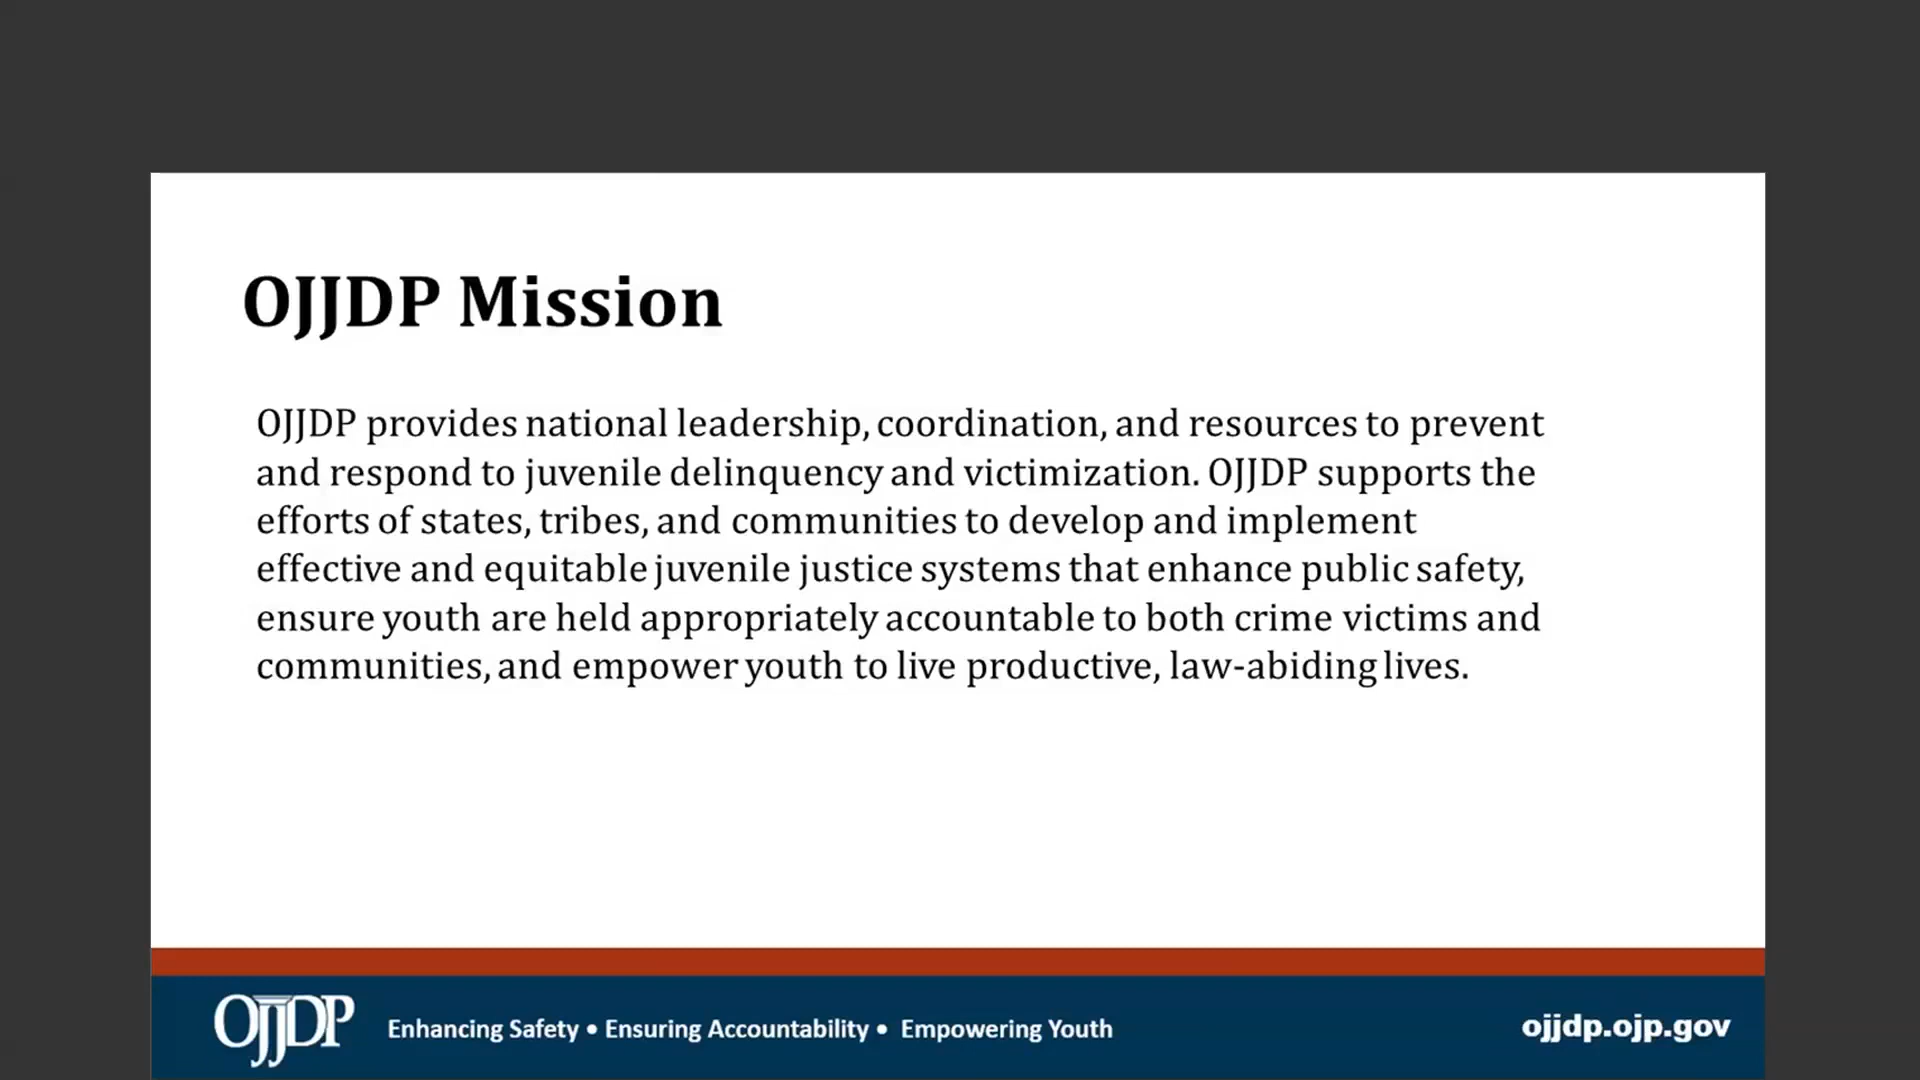 OJJDP Mission
OJJDP provides national leadership, coordination, and resources to prevent
and respond to juvenile delinquency and victimization. OJJDP supports the
efforts of states, tribes, and communities to develop and implement
effective and equitable juvenile justice systems that enhance public safety,
ensure youth are held appropriately accountable to both crime victims and
communities, and empower youth to live productive, law-abiding lives.
OJJDP Enhancing Safety • Ensuring Accountability • Empowering Youth ojjdp.ojp.gov